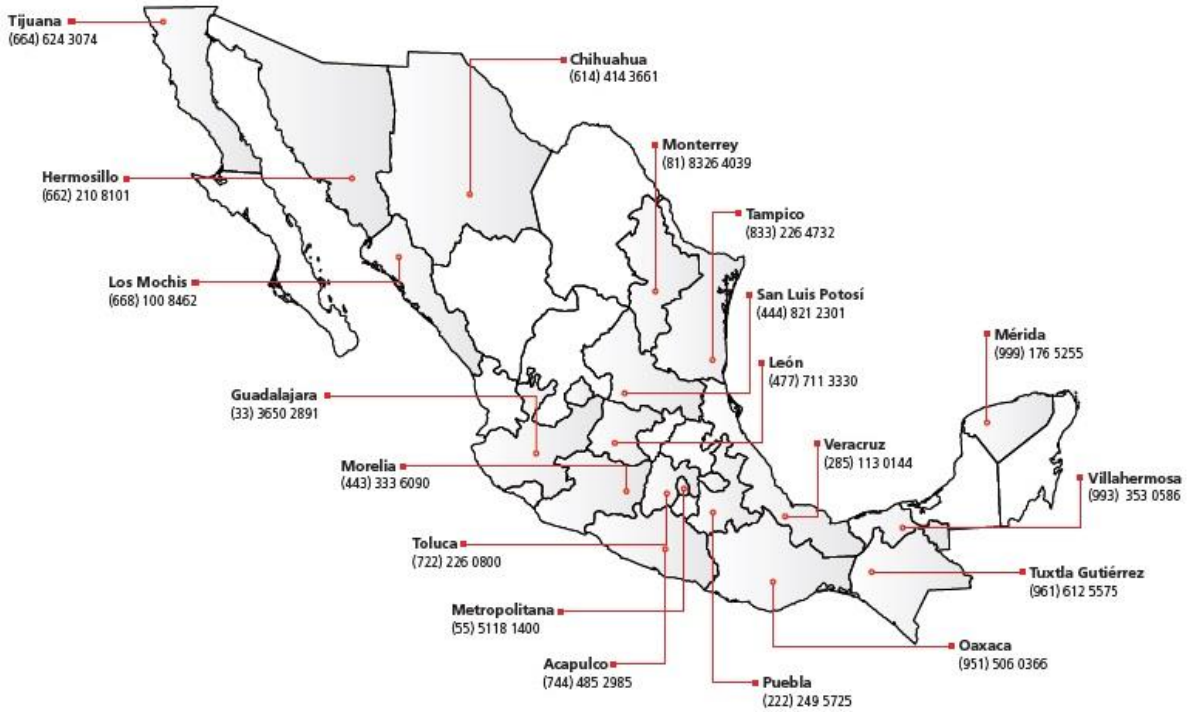 Tijuana
(664) 624 3074
Chihuahua
(614) 414 3661
Monterrey
(81) 8326 4039
Hermosillo
(662) 210 8101
Tampico
(833) 226 4732
Los Mochis
(668) 100 8462
San Luis Potosí
(444) 821 2301
Mérida
(999) 176 5255
León
(477) 711 3330
Guadalajara
(33) 3650 2891
Veracruz
(285) 113 0144
Morelia
(443) 333 6090
Villahermosa
(993) 353 0586
Toluca
(722) 226 0800
Tuxtla Gutiérrez
(961) 612 5575
Metropolitana
(55) 5118 1400
Oaxaca
(951) 506 0366
Acapulco
(744) 485 2985
Puebla
(222) 249 5725